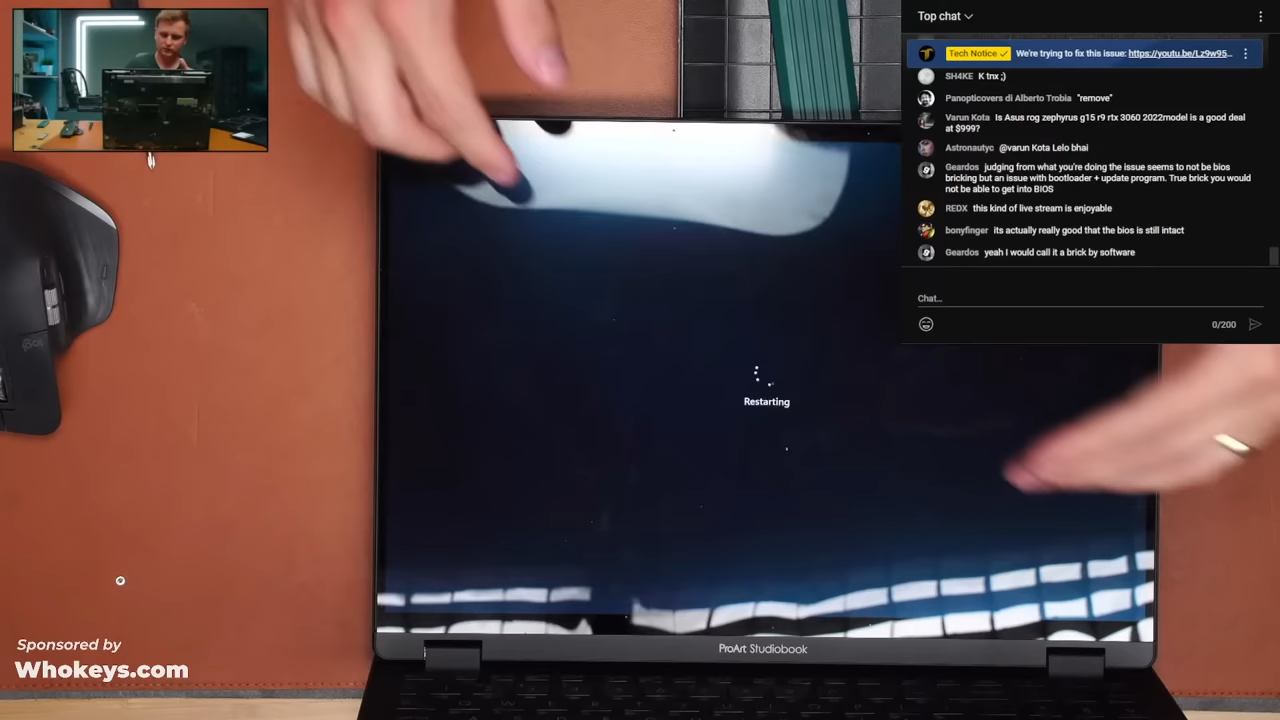 Top chat
Tech Notice We're trying to fix this issue: https://youtu.be/Lz9w95...
SH4KE K tnx ;)
Panopticovers di Alberto Trobia "remove"
Varun Kota Is Asus rog zephyrus g15 r9 rtx 3060 2022model is a good deal
at $999?
Astronautyc @varun Kota Lelo bhai
Geardos judging from what you're doing the issue seems to not be bios
bricking but an issue with bootloader + update program. True brick you would
not be able to get into BIOS
REDX this kind of live stream is enjoyable
bonyfinger its actually really good that the bios is still intact
Geardos yeah I would call it a brick by software
Chat...
0/200
Restarting
logi
Sponsored by
Whokeys.com
ProArt Studiobook